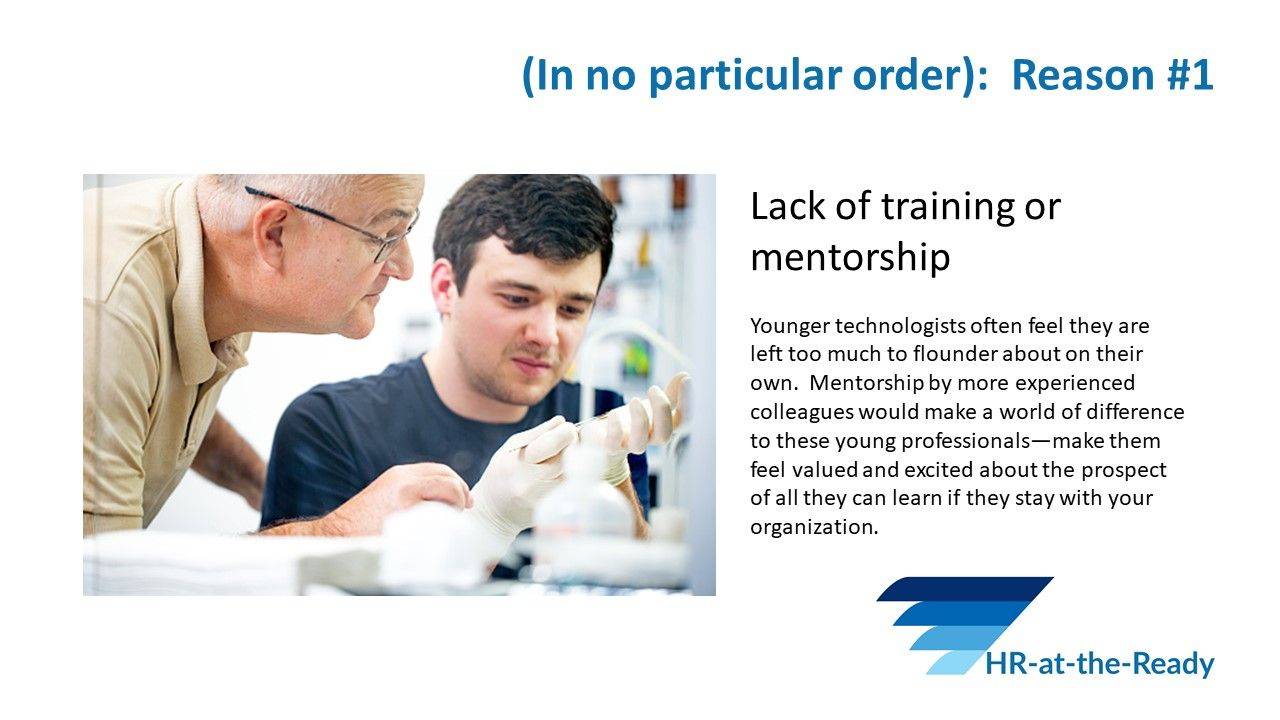 (In no particular order):  Reason #1
Lack of training or
mentorship
Younger technologists often feel they are
left too much to flounder about on their
own.  Mentorship by more experienced
colleagues would make a world of difference
to these young professionals—make them
feel valued and excited about the prospect
of all they can learn if they stay with your
organization.
HR-at-the-Ready